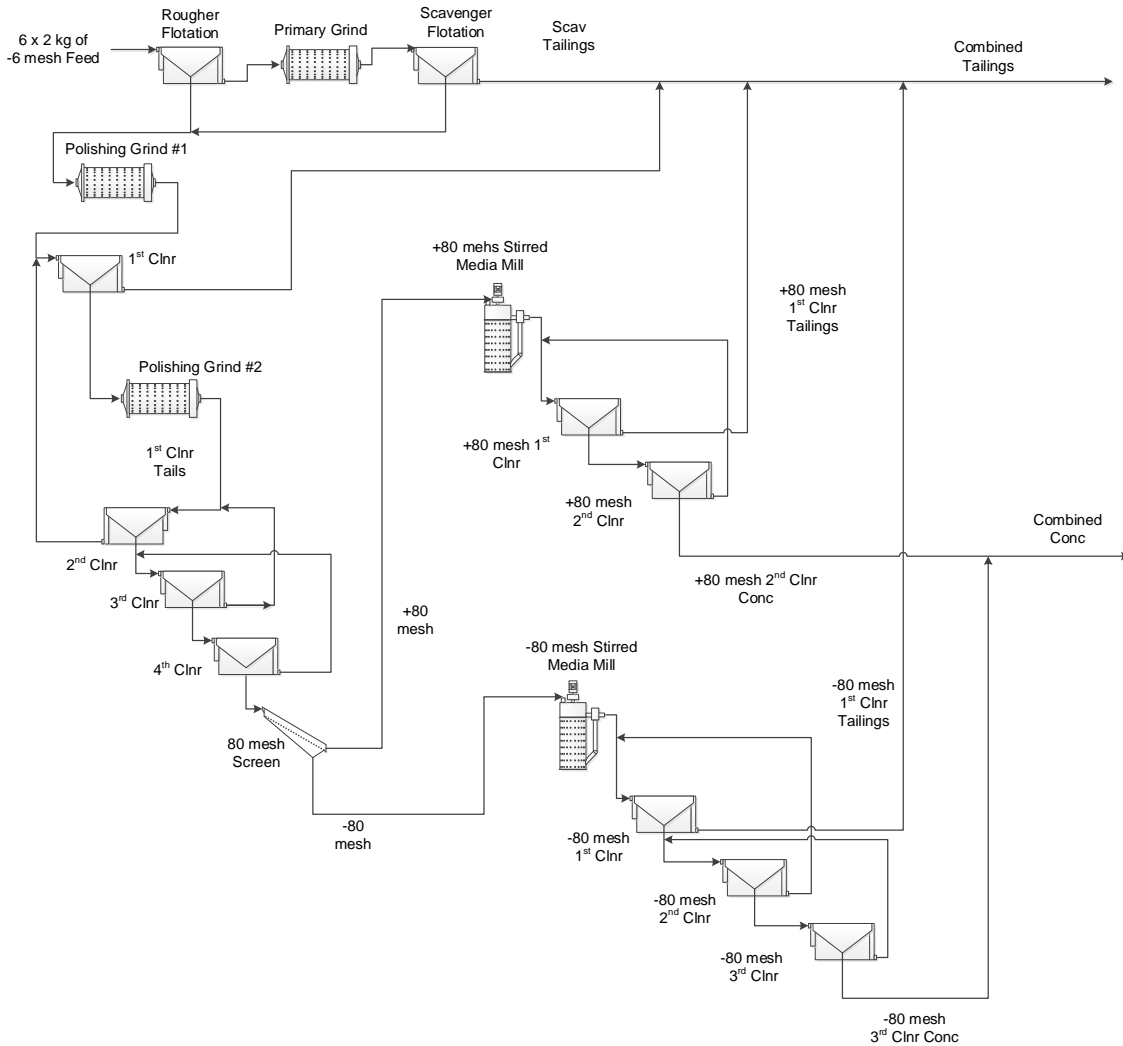 6 x 2 kg of
-6 mesh Feed
Rougher
Flotation
Primary Grind
Scavenger
Flotation
Scav
Tailings
Combined
Tailings
Polishing Grind #1
1st Clnr
+80 mehs Stirred
Media Mill
+80 mesh
1st Clnr
Tailings
Polishing Grind #2
1st Clnr
Tails
+80 mesh 1st
Clnr
+80 mesh
2nd Clnr
Combined
Conc
2nd Clnr
3rd Clnr
4th Clnr
+80 mesh 2nd Clnr
Conc
+80
mesh
-80 mesh Stirred
Media Mill
-80 mesh
1st Clnr
Tailings
80 mesh
Screen
-80
mesh
-80 mesh
1st Clnr
-80 mesh
2nd Clnr
-80 mesh
3rd Clnr
-80 mesh
3rd Clnr Conc